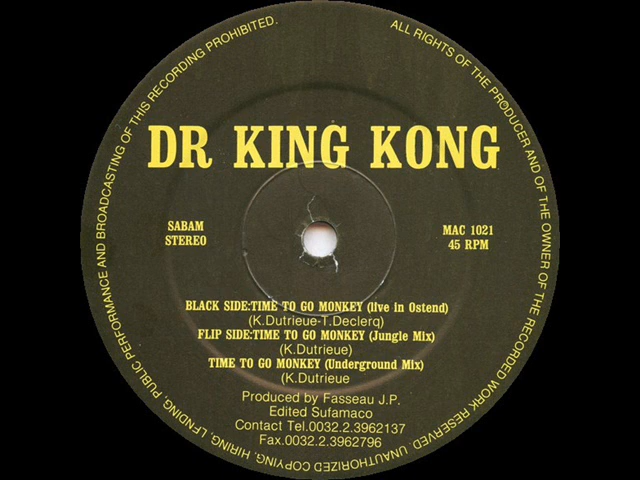 ALL RIGHTS OF THE PRODUCER AND OF THE OWNER OF THE RECORDED WORK RESERVED. UNAUTHORIZED COPYING, HIRING, LFNDING, PUBLIC PERFORMANCE AND BROADCASTING OF THIS RECORDING PROHIBITED.
DR KING KONG
SABAM
STEREO
MAC 1021
45 RPM
BLACK SIDE:TIME TO GO MONKEY (live in Ostend)
(K.Dutrieue-T.Declerq)
FLIP SIDE:TIME TO GO MONKEY (Jungle Mix)
(K.Dutrieue)
TIME TO GO MONKEY (Underground Mix)
(K.Dutrieue
Produced by Fasseau J.P.
Edited Sufamaco
Contact Tel.0032.2.3962137
Fax.0032.2.3962796